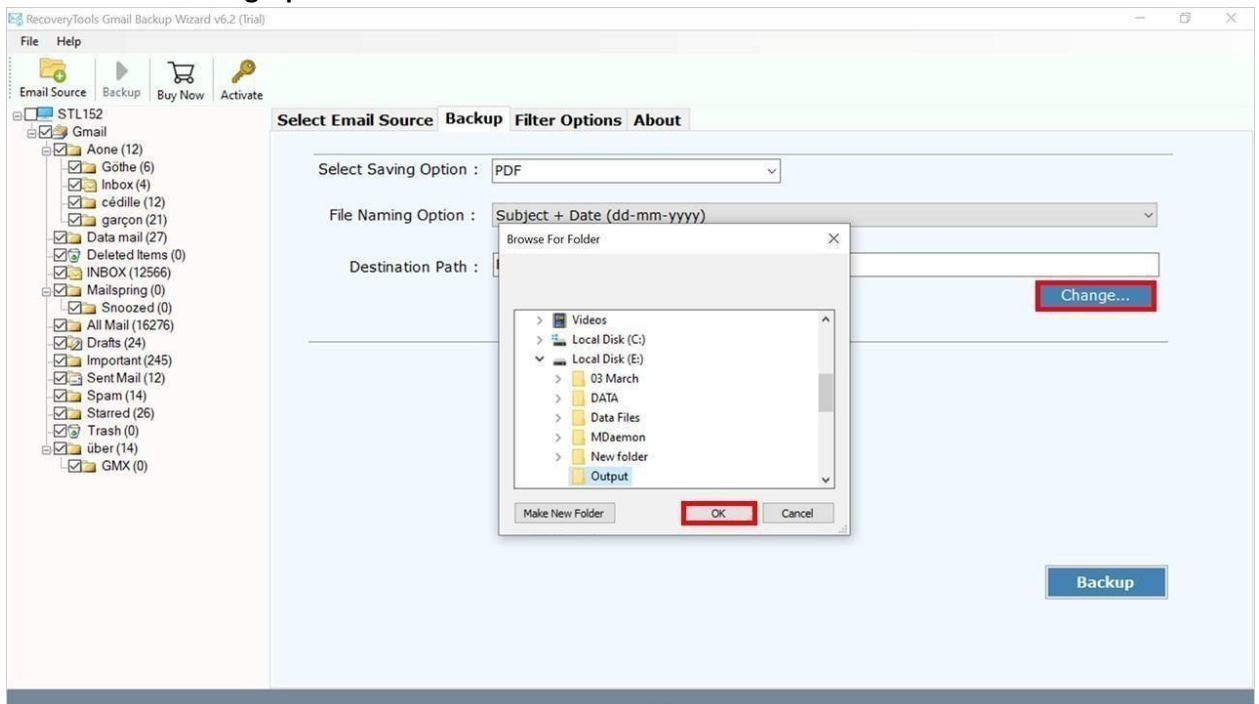 RecoveryTools Gmail Backup Wizard v6.2 (Trial)
File Help
Email Source Backup Buy Now Activate
STL152
Gmail
Aone (12)
Göthe (6)
Inbox (4)
cédille (12)
garçon (21)
Data mail (27)
Deleted Items (0)
INBOX (12566)
Mailspring (0)
Snoozed (0)
All Mail (16276)
Drafts (24)
Important (245)
Sent Mail (12)
Spam (14)
Starred (26)
Trash (0)
über (14)
GMX (0)
Select Email Source Backup Filter Options About
Select Saving Option : PDF
File Naming Option : Subject + Date (dd-mm-yyyy)
Destination Path :
Change...
Browse For Folder
Videos
Local Disk (C:)
Local Disk (E:)
03 March
DATA
Data Files
MDaemon
New folder
Output
Make New Folder OK Cancel
Backup